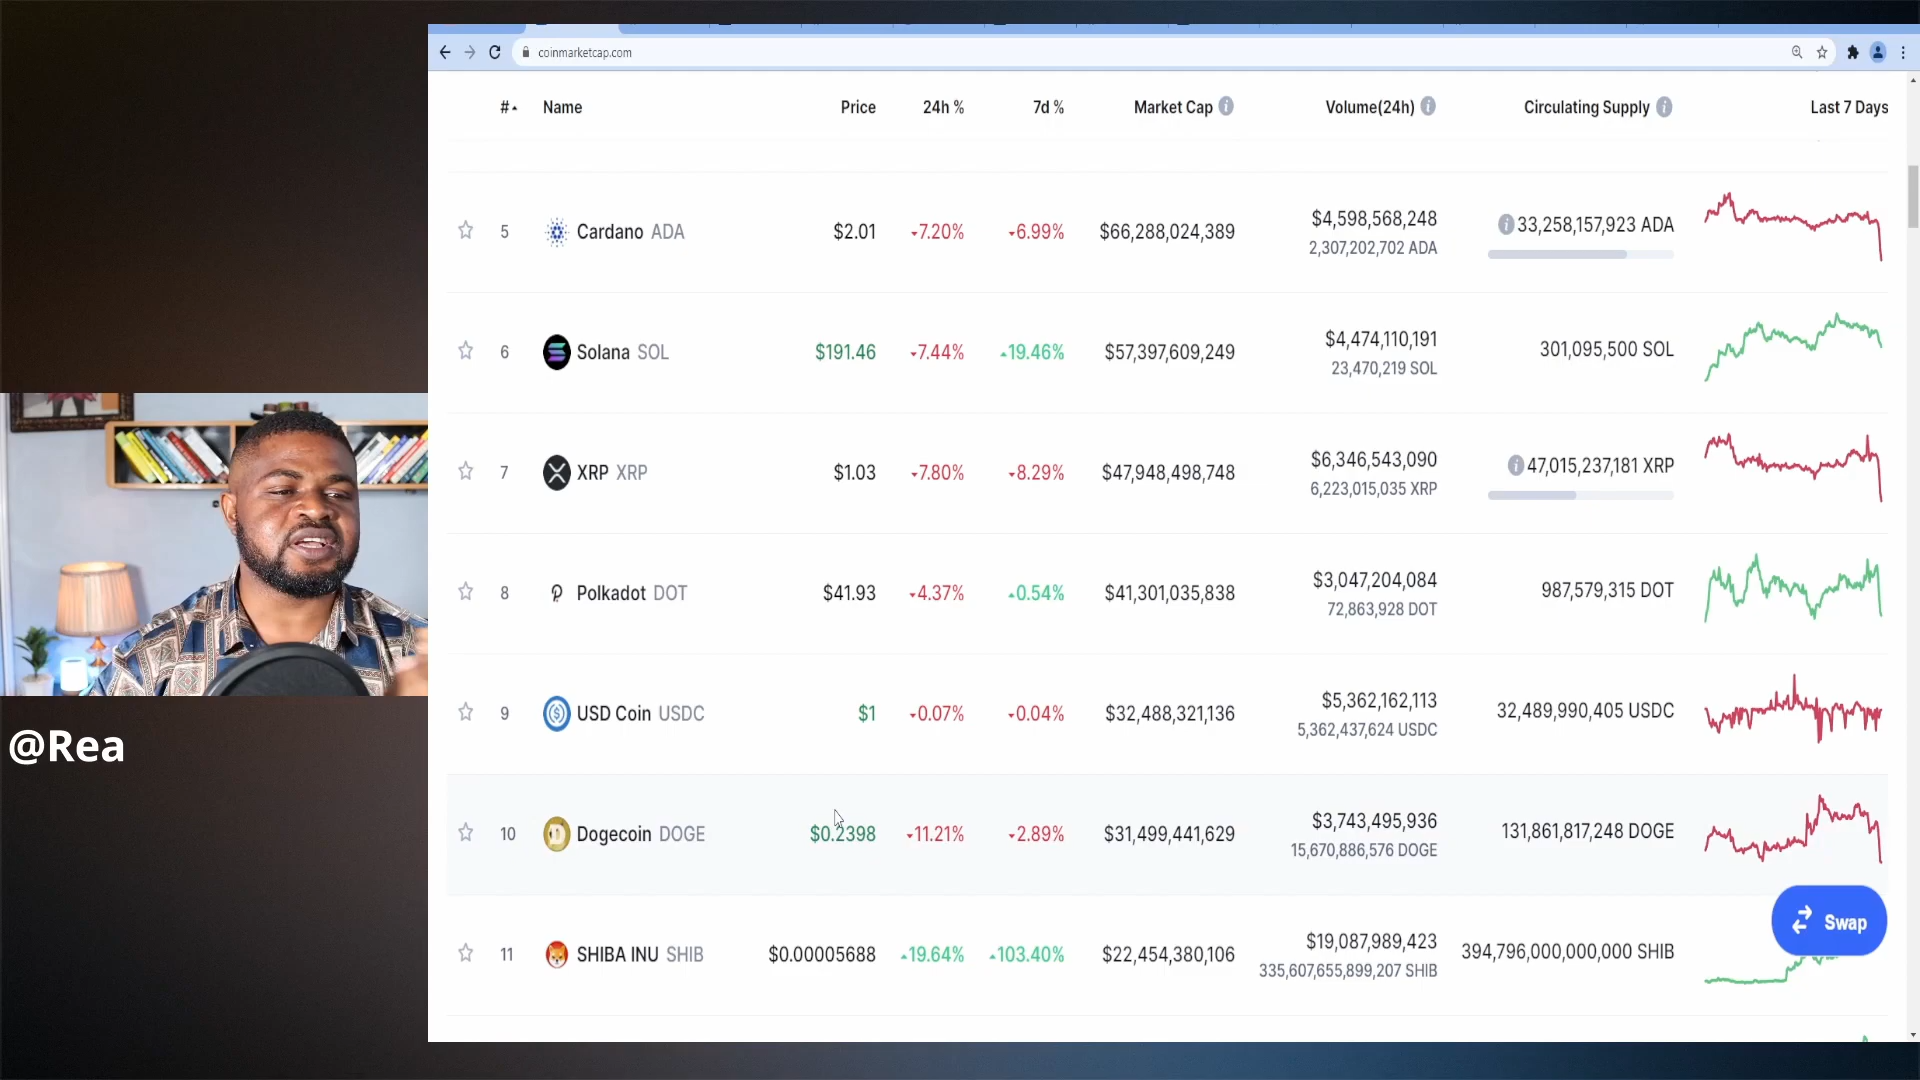 coinmarketcap.com
# Name Price 24h % 7d % Market Cap Volume(24h) Circulating Supply Last 7 Days
5 Cardano ADA $2.01 7.20% 6.99% $66,288,024,389 $4,598,568,248 33,258,157,923 ADA
2,307,202,702 ADA
6 Solana SOL $191.46 7.44% 19.46% $57,397,609,249 $4,474,110,191 301,095,500 SOL
23,470,219 SOL
7 XRP XRP $1.03 7.80% 8.29% $47,948,498,748 $6,346,543,090 47,015,237,181 XRP
6,223,015,035 XRP
8 Polkadot DOT $41.93 4.37% 0.54% $41,301,035,838 $3,047,204,084 987,579,315 DOT
72,863,928 DOT
9 USD Coin USDC $1 0.07% 0.04% $32,488,321,136 $5,362,162,113 32,489,990,405 USDC
5,362,437,624 USDC
@Rea
10 Dogecoin DOGE $0.2398 11.21% 2.89% $31,499,441,629 $3,743,495,936 131,861,817,248 DOGE
15,670,886,576 DOGE
Swap
11 SHIBA INU SHIB $0.00005688 19.64% 103.40% $22,454,380,106 $19,087,989,423 394,796,000,000,000 SHIB
335,607,655,899,207 SHIB